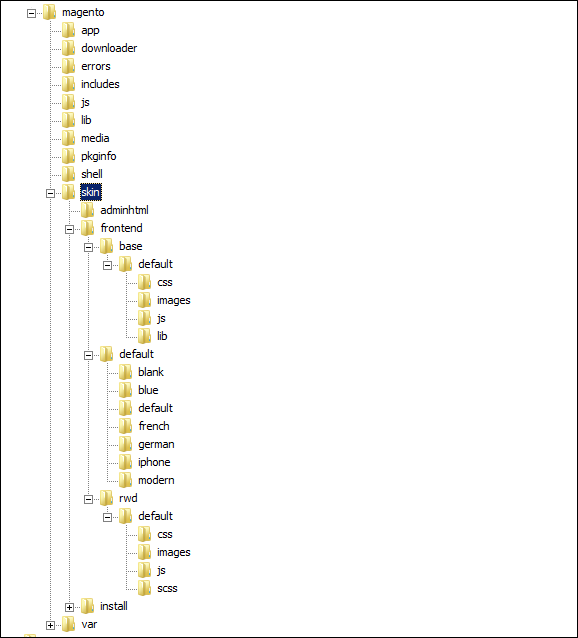 magento
app
downloader
errors
includes
js
lib
media
pkginfo
shell
skin
adminhtml
frontend
base
default
css
images
js
lib
default
blank
blue
default
french
german
iphone
modern
rwd
default
css
images
js
scss
install
var